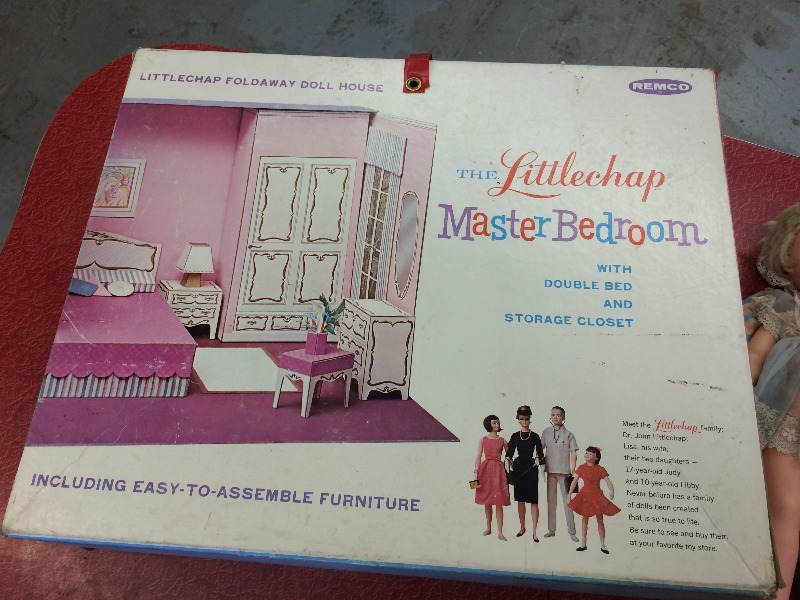 LITTLECHAP FOLDAWAY DOLL HOUSE
REMCO
THE Littlechap
Master Bedroom
WITH
DOUBLE BED
AND
STORAGE CLOSET
INCLUDING EASY-TO-ASSEMBLE FURNITURE
Meet the Littlechap family:
Dr. John Littlechap,
Lisa, his wife,
their two daughters –
17-year-old Judy
and 10-year-old Libby.
Never before has a family
of dolls been created
that is so true to life.
Be sure to see and buy them
at your favorite toy store.